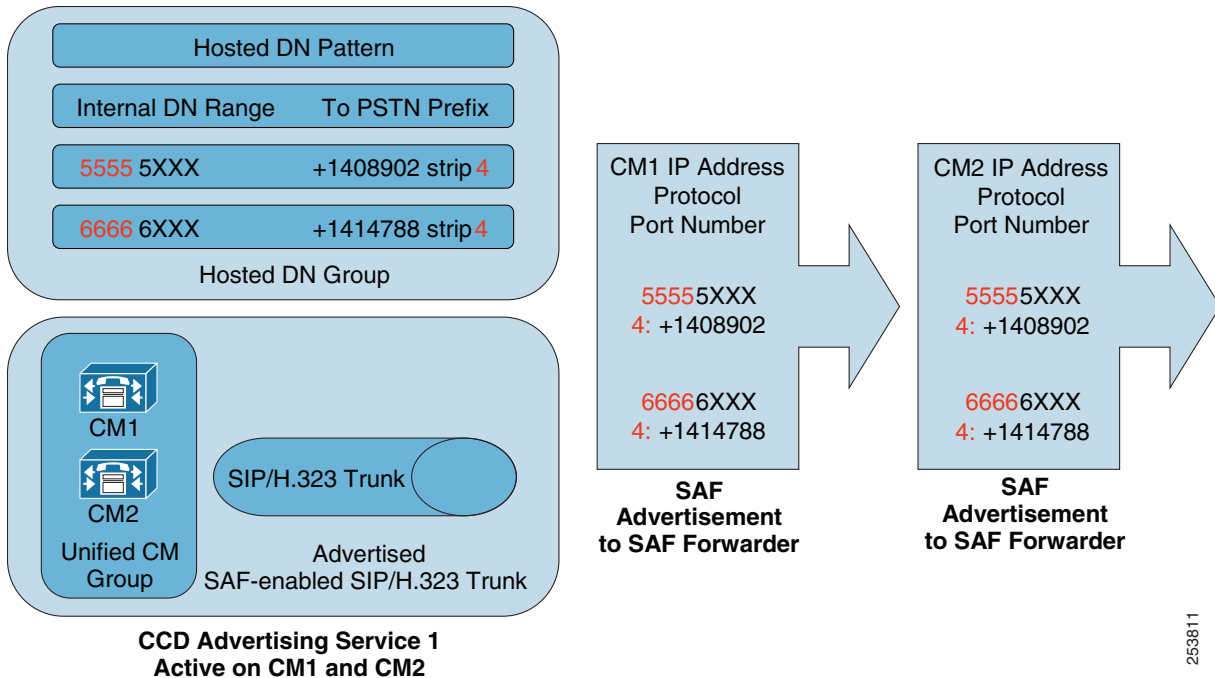 Hosted DN Pattern
Internal DN Range To PSTN Prefix
5555 5XXX +1408902 strip 4
6666 6XXX +1414788 strip 4
Hosted DN Group
CM1
CM2
Unified CM
Group
SIP/H.323 Trunk
Advertised
SAF-enabled SIP/H.323 Trunk
CCD Advertising Service 1
Active on CM1 and CM2
CM1 IP Address
Protocol
Port Number
55555XXX
4: +1408902
66666XXX
4: +1414788
SAF
Advertisement
to SAF Forwarder
CM2 IP Address
Protocol
Port Number
55555XXX
4: +1408902
66666XXX
4: +1414788
SAF
Advertisement
to SAF Forwarder
253811